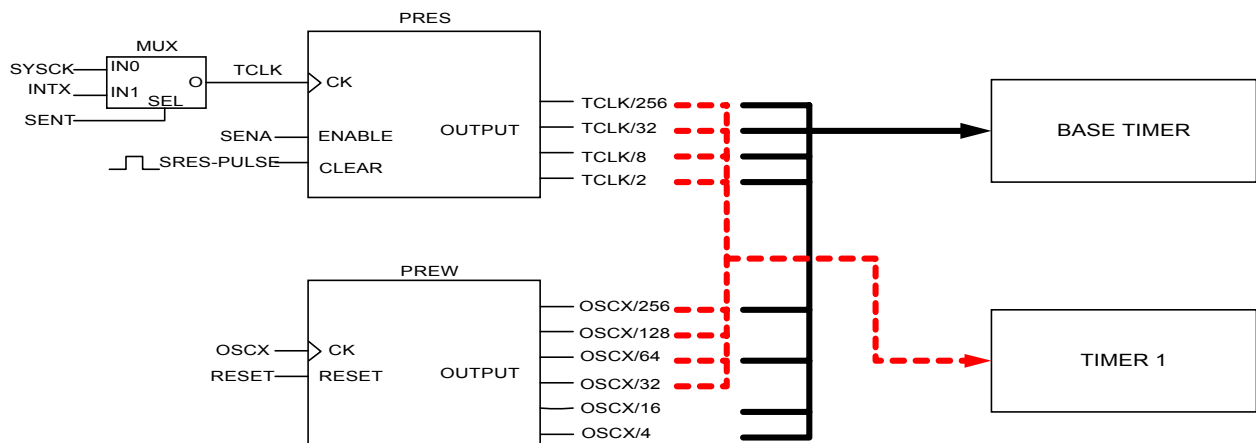 PRES
MUX
SYSCK
IN0
INTX
IN1
O
SEL
SENT
TCLK
CK
SENA
ENABLE
SRES-PULSE
CLEAR
OUTPUT
TCLK/256
TCLK/32
TCLK/8
TCLK/2
BASE TIMER
PREW
OSCX
CK
RESET
RESET
OUTPUT
OSCX/256
OSCX/128
OSCX/64
OSCX/32
OSCX/16
OSCX/4
TIMER 1